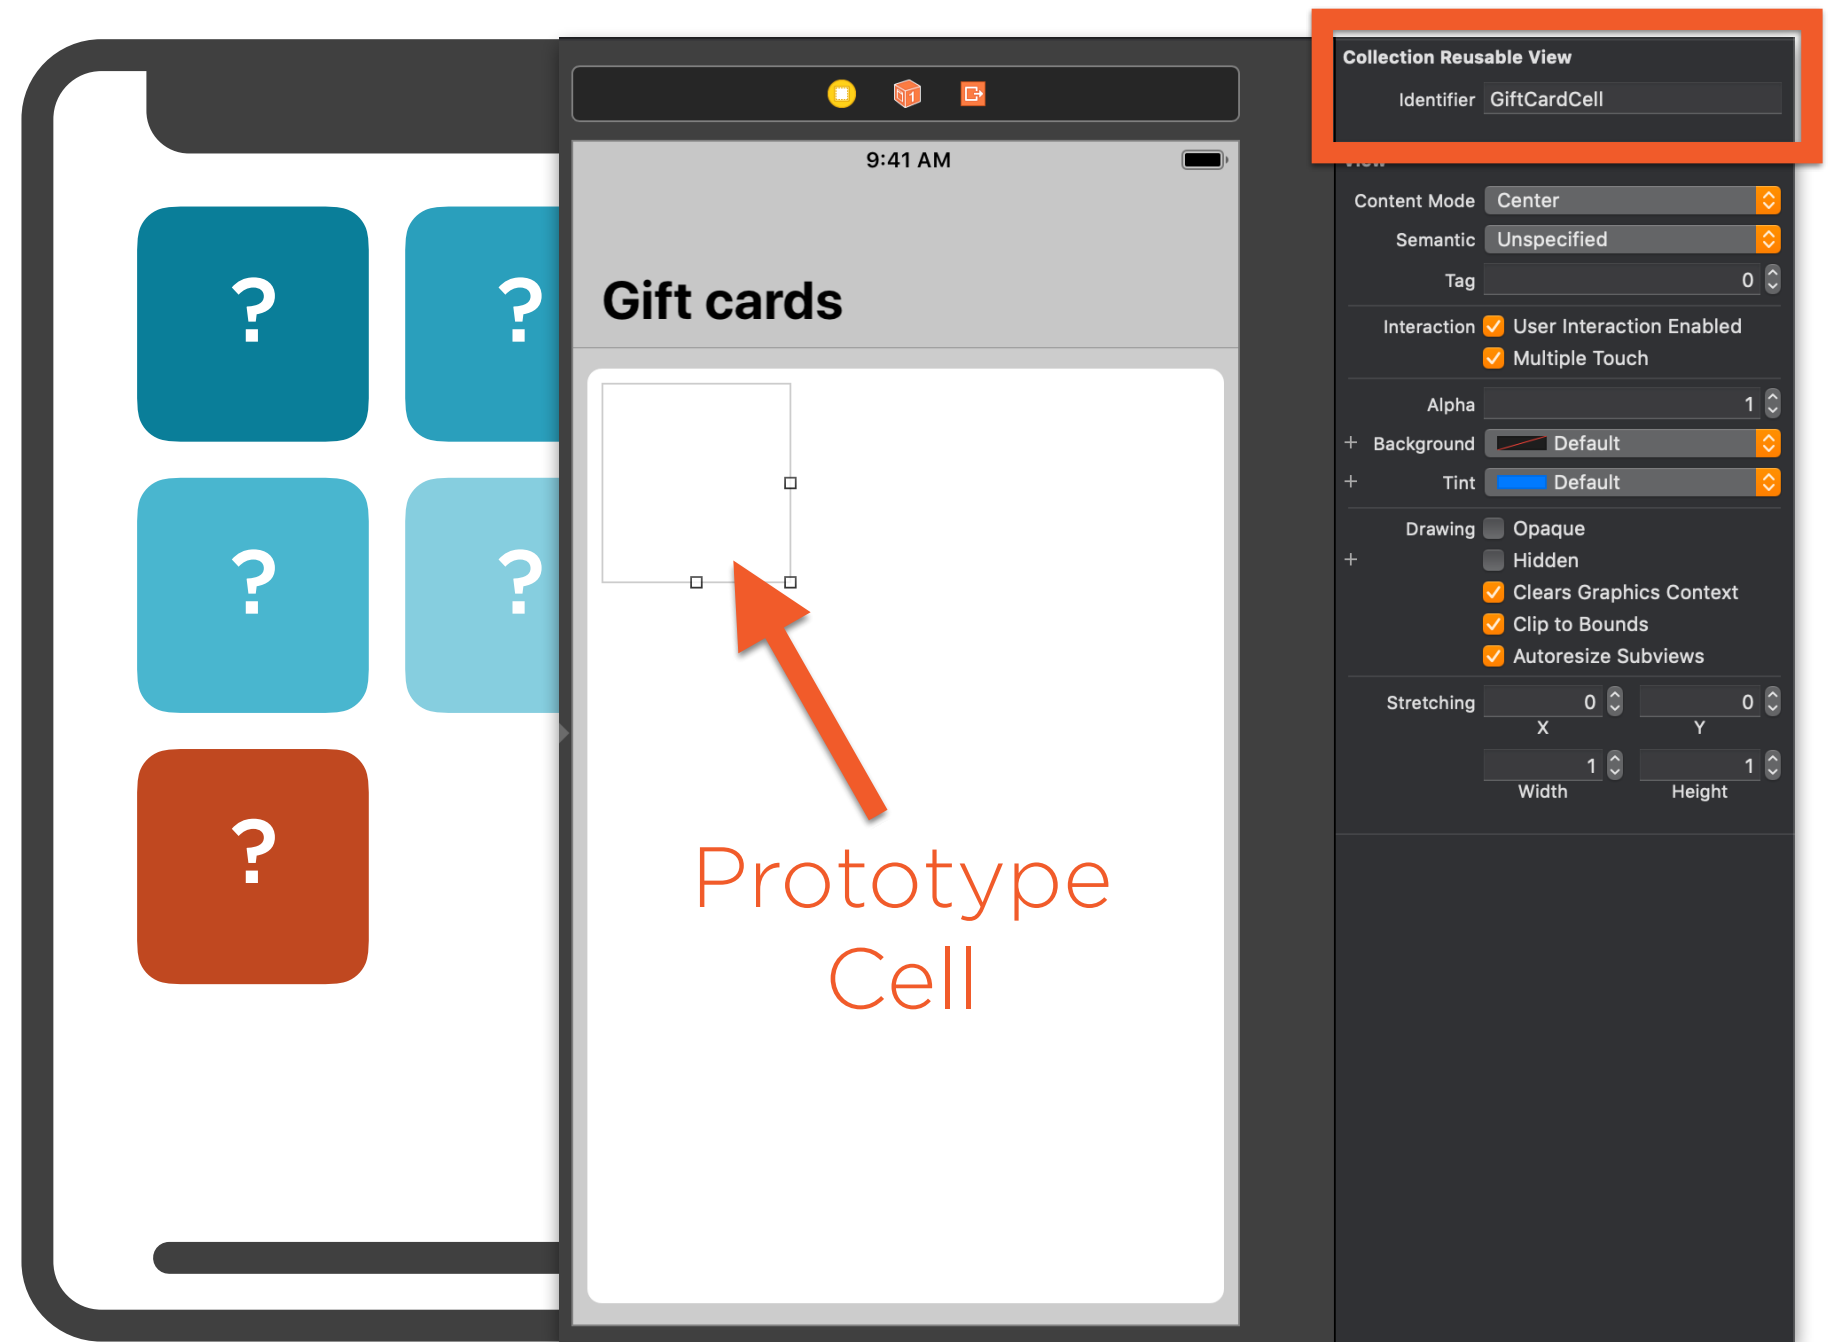 ?
?
?
?
?
9:41 AM
Gift cards
Prototype
Cell
Collection Reusable View
Identifier GiftCardCell
View
Content Mode Center
Semantic Unspecified
Tag 0
Interaction User Interaction Enabled
Multiple Touch
Alpha 1
+ Background Default
+ Tint Default
Drawing Opaque
+ Hidden
Clears Graphics Context
Clip to Bounds
Autoresize Subviews
Stretching 0 0
X Y
1 1
Width Height